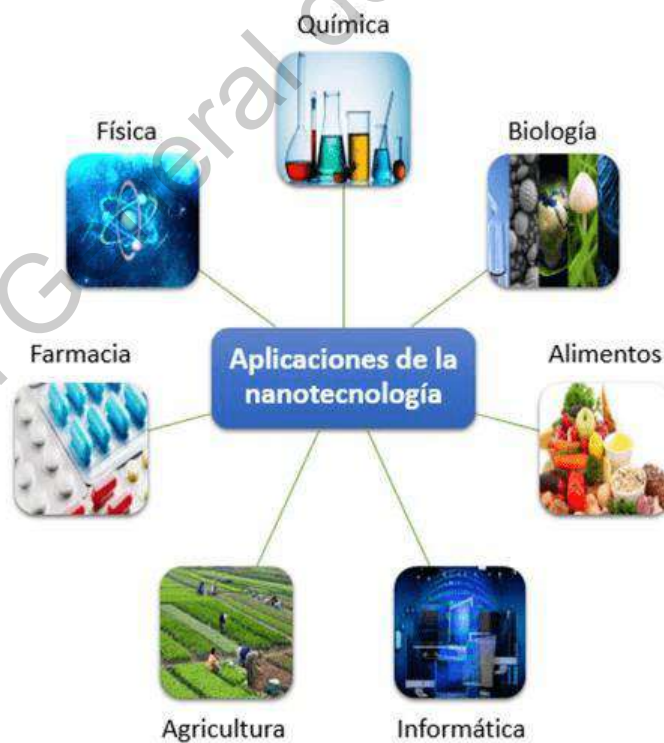 Química
Física
Biología
Farmacia
Aplicaciones de la
nanotecnología
Alimentos
Agricultura
Informática